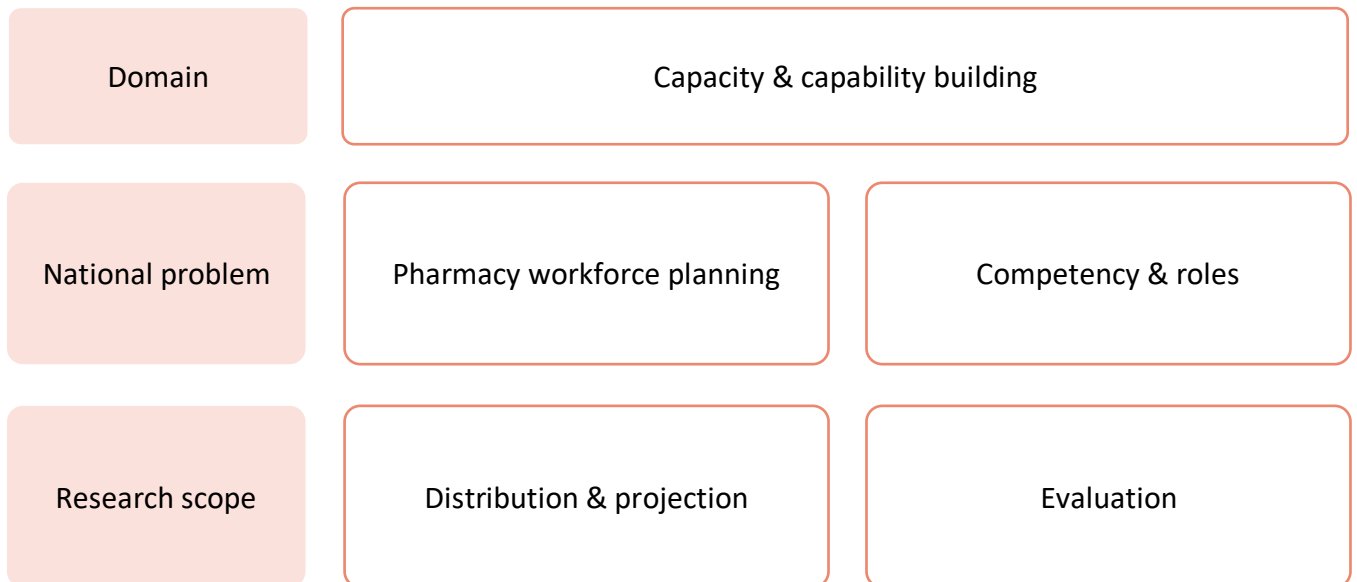 Domain
Capacity & capability building
National problem
Pharmacy workforce planning
Competency & roles
Research scope
Distribution & projection
Evaluation